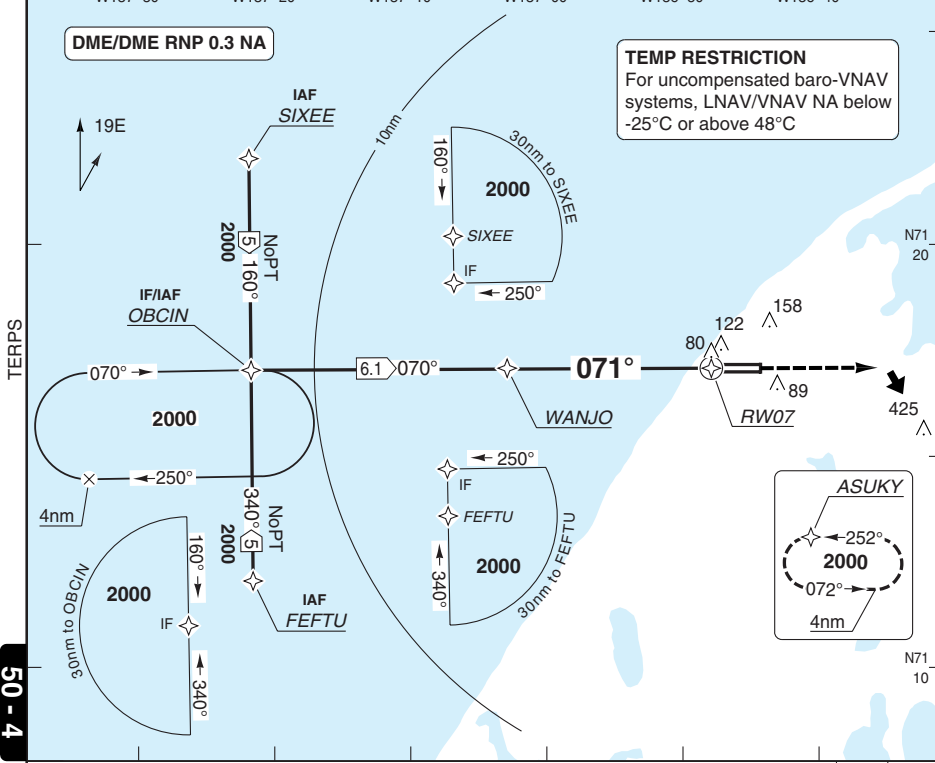 DME/DME RNP 0.3 NA
TEMP RESTRICTION
For uncompensated baro-VNAV
systems, LNAV/VNAV NA below
-25°C or above 48°C
19E
IAF
SIXEE
10nm
160°
30nm to SIXEE
2000
SIXEE
IF
250°
2000
5
NoPT
160°
N71
20
IF/IAF
OBCIN
TERPS
070°
6.1
070°
WANJO
071°
80
122
158
89
RW07
425
2000
250°
4nm
340°
2000
5
NoPT
IAF
FEFTU
250°
IF
FEFTU
340°
2000
30nm to FEFTU
30nm to OBCIN
2000
160°
IF
340°
ASUKY
252°
2000
072°
4nm
N71
10
50 - 4